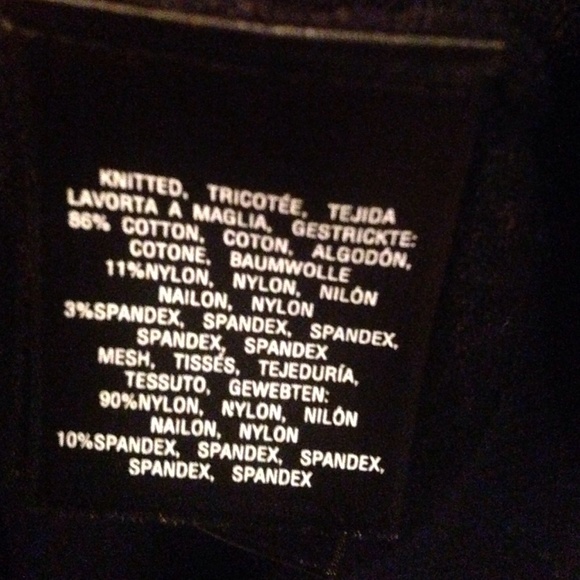 KNITTED, TRICOTÉE, TEJIDA
LAVORTA A MAGLIA, GESTRICKTE:
86% COTTON, COTON, ALGODÓN,
COTONE, BAUMWOLLE
11%NYLON, NYLON, NILÓN
NAILON, NYLON
3%SPANDEX, SPANDEX, SPANDEX,
SPANDEX, SPANDEX
MESH, TISSÉS, TEJEDURÍA,
TESSUTO, GEWEBTEN:
90%NYLON, NYLON, NILÓN
NAILON, NYLON
10%SPANDEX, SPANDEX, SPANDEX,
SPANDEX, SPANDEX